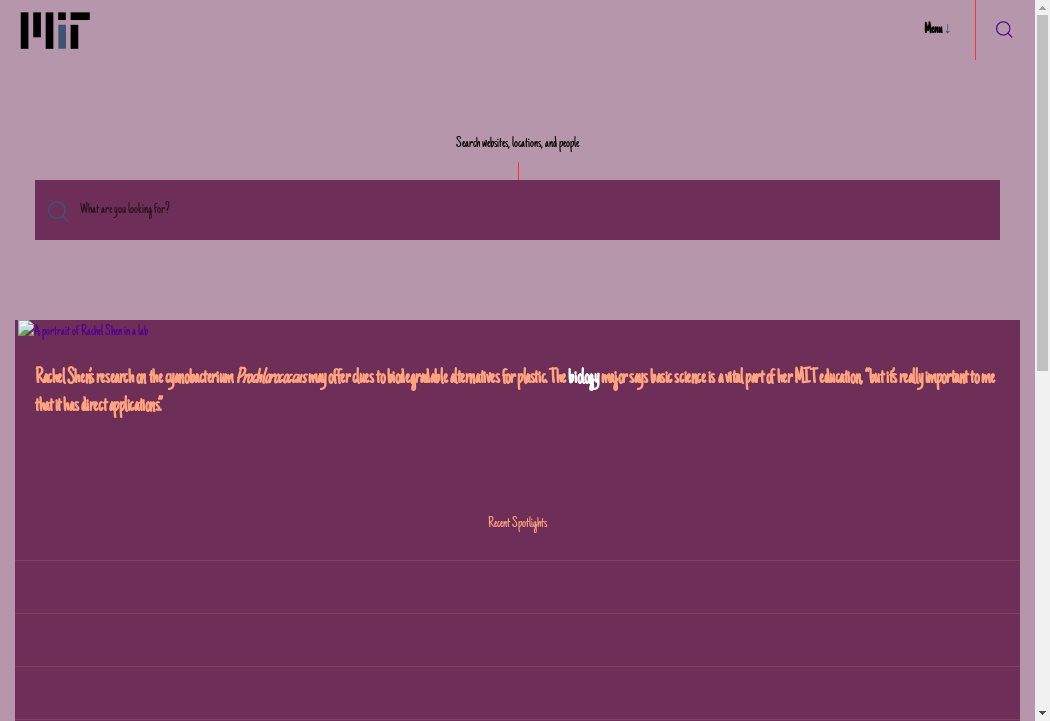 MIT
Menu ↓
Search websites, locations, and people
What are you looking for?
A portrait of Rachel Shen in a lab
Rachel Shen's research on the cyanobacterium Prochlorococcus may offer clues to biodegradable alternatives for plastic. The biology major says basic science is a vital part of her MIT education, “but it's really important to me
that it has direct applications.”
Recent Spotlights